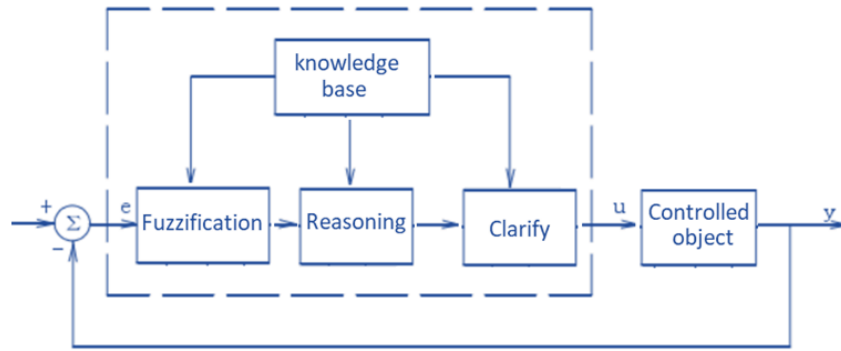 knowledge
base
+
Σ
e
Fuzzification
Reasoning
Clarify
u
Controlled
object
y
-